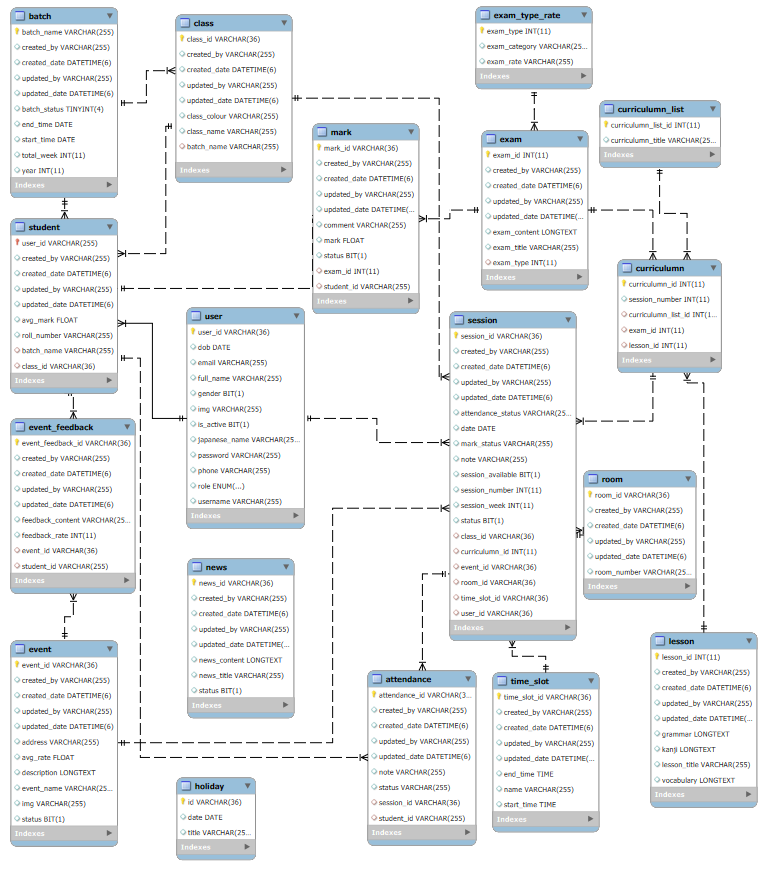 batch
batch_name VARCHAR(255)
created_by VARCHAR(255)
created_date DATETIME(6)
updated_by VARCHAR(255)
updated_date DATETIME(6)
batch_status TINYINT(4)
end_time DATE
start_time DATE
total_week INT(11)
year INT(11)
Indexes
class
class_id VARCHAR(36)
created_by VARCHAR(255)
created_date DATETIME(6)
updated_by VARCHAR(255)
updated_date DATETIME(6)
class_colour VARCHAR(255)
class_name VARCHAR(255)
batch_name VARCHAR(255)
Indexes
exam_type_rate
exam_type INT(11)
exam_category VARCHAR(25...
exam_rate VARCHAR(255)
Indexes
curriculumn_list
curriculumn_list_id INT(11)
curriculumn_title VARCHAR(25...
Indexes
mark
mark_id VARCHAR(36)
created_by VARCHAR(255)
created_date DATETIME(6)
updated_by VARCHAR(255)
updated_date DATETIME(...
comment VARCHAR(255)
mark FLOAT
status BIT(1)
exam_id INT(11)
student_id VARCHAR(255)
Indexes
exam
exam_id INT(11)
created_by VARCHAR(255)
created_date DATETIME(6)
updated_by VARCHAR(255)
updated_date DATETIME(...
exam_content LONGTEXT
exam_title VARCHAR(255)
exam_type INT(11)
Indexes
student
user_id VARCHAR(255)
created_by VARCHAR(255)
created_date DATETIME(6)
updated_by VARCHAR(255)
updated_date DATETIME(6)
avg_mark FLOAT
roll_number VARCHAR(255)
batch_name VARCHAR(255)
class_id VARCHAR(36)
Indexes
curriculumn
curriculumn_id INT(11)
session_number INT(11)
curriculumn_list_id INT(1...
exam_id INT(11)
lesson_id INT(11)
Indexes
user
user_id VARCHAR(36)
dob DATE
email VARCHAR(255)
full_name VARCHAR(255)
gender BIT(1)
img VARCHAR(255)
is_active BIT(1)
japanese_name VARCHAR(25...
password VARCHAR(255)
phone VARCHAR(255)
role ENUM(...)
username VARCHAR(255)
Indexes
session
session_id VARCHAR(36)
created_by VARCHAR(255)
created_date DATETIME(6)
updated_by VARCHAR(255)
updated_date DATETIME(6)
attendance_status VARCHAR(25...
date DATE
mark_status VARCHAR(255)
note VARCHAR(255)
session_available BIT(1)
session_number INT(11)
session_week INT(11)
status BIT(1)
class_id VARCHAR(36)
curriculumn_id INT(11)
event_id VARCHAR(36)
room_id VARCHAR(36)
time_slot_id VARCHAR(36)
user_id VARCHAR(36)
Indexes
event_feedback
event_feedback_id VARCHAR(36)
created_by VARCHAR(255)
created_date DATETIME(6)
updated_by VARCHAR(255)
updated_date DATETIME(6)
feedback_content VARCHAR(25...
feedback_rate INT(11)
event_id VARCHAR(36)
student_id VARCHAR(255)
Indexes
room
room_id VARCHAR(36)
created_by VARCHAR(255)
created_date DATETIME(6)
updated_by VARCHAR(255)
updated_date DATETIME(6)
room_number VARCHAR(25...
Indexes
news
news_id VARCHAR(36)
created_by VARCHAR(255)
created_date DATETIME(6)
updated_by VARCHAR(255)
updated_date DATETIME(...
news_content LONGTEXT
news_title VARCHAR(255)
status BIT(1)
Indexes
event
event_id VARCHAR(36)
created_by VARCHAR(255)
created_date DATETIME(6)
updated_by VARCHAR(255)
updated_date DATETIME(6)
address VARCHAR(255)
avg_rate FLOAT
description LONGTEXT
event_name VARCHAR(25...
img VARCHAR(255)
status BIT(1)
Indexes
lesson
lesson_id INT(11)
created_by VARCHAR(255)
created_date DATETIME(6)
updated_by VARCHAR(255)
updated_date DATETIME(...
grammar LONGTEXT
kanji LONGTEXT
lesson_title VARCHAR(255)
vocabulary LONGTEXT
Indexes
attendance
attendance_id VARCHAR(3...
created_by VARCHAR(255)
created_date DATETIME(6)
updated_by VARCHAR(255)
updated_date DATETIME(6)
note VARCHAR(255)
status VARCHAR(255)
session_id VARCHAR(36)
student_id VARCHAR(255)
Indexes
time_slot
time_slot_id VARCHAR(36)
created_by VARCHAR(255)
created_date DATETIME(6)
updated_by VARCHAR(255)
updated_date DATETIME(...
end_time TIME
name VARCHAR(255)
start_time TIME
Indexes
holiday
id VARCHAR(36)
date DATE
title VARCHAR(25...
Indexes